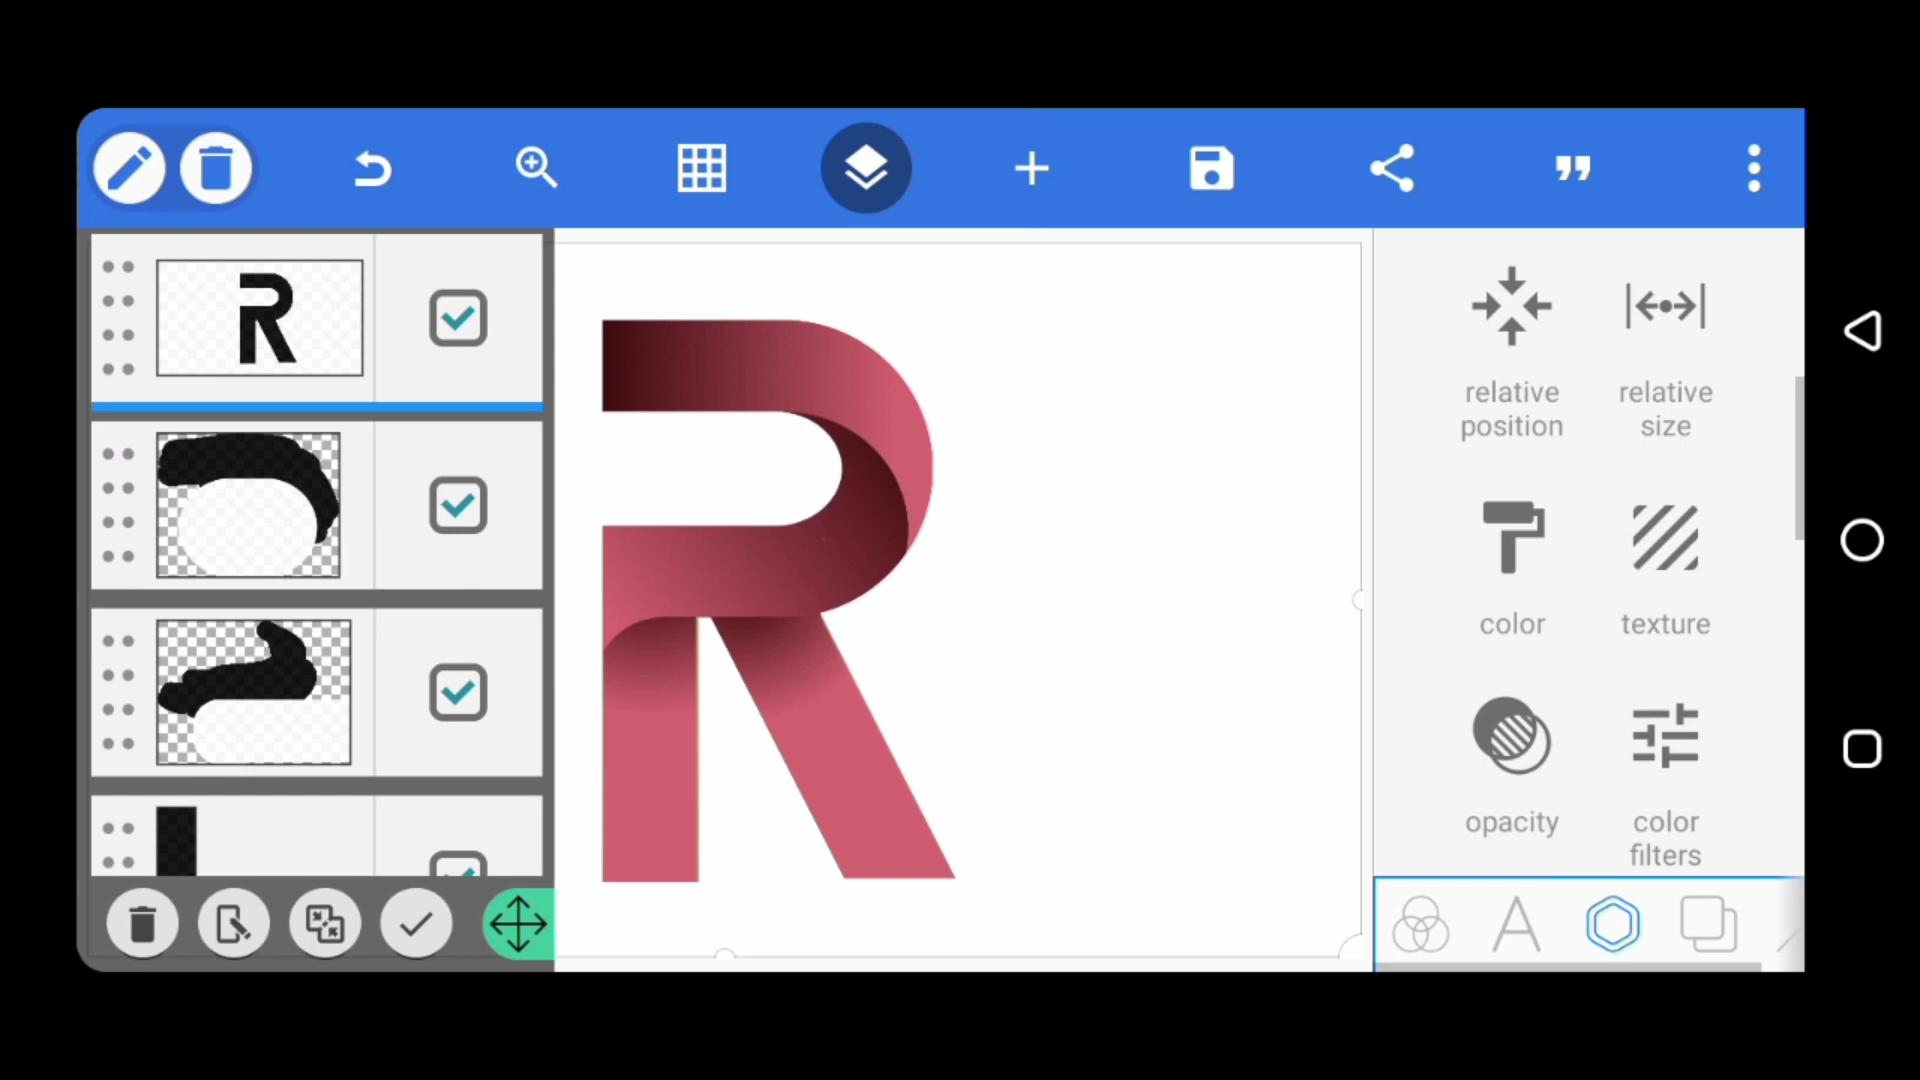 R
R
relative
position
relative
size
color
texture
opacity
color
filters